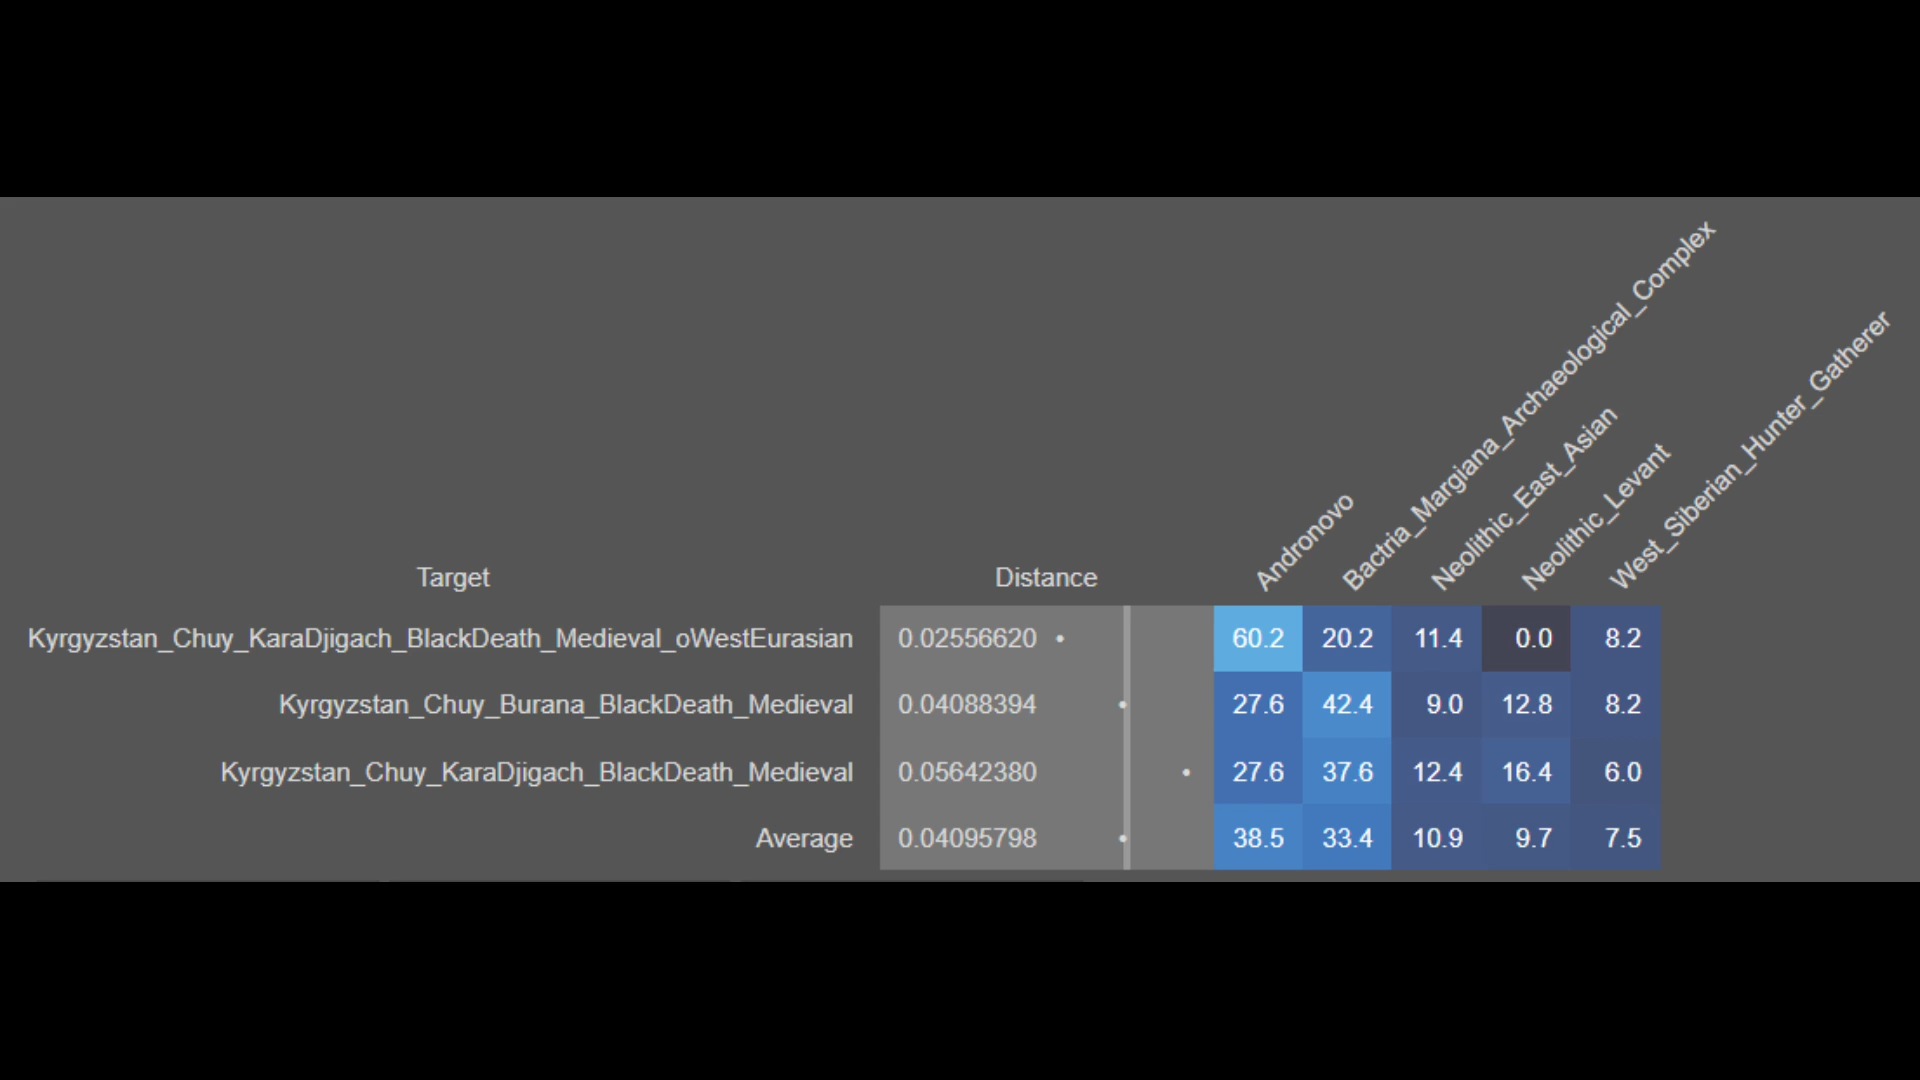 Andronovo
Bactria_Margiana_Archaeological_Complex
Neolithic_East_Asian
Neolithic_Levant
West_Siberian_Hunter_Gatherer
Target Distance
Kyrgyzstan_Chuy_KaraDjigach_BlackDeath_Medieval_oWestEurasian 0.02556620 60.2 20.2 11.4 0.0 8.2
Kyrgyzstan_Chuy_Burana_BlackDeath_Medieval 0.04088394 27.6 42.4 9.0 12.8 8.2
Kyrgyzstan_Chuy_KaraDjigach_BlackDeath_Medieval 0.05642380 27.6 37.6 12.4 16.4 6.0
Average 0.04095798 38.5 33.4 10.9 9.7 7.5